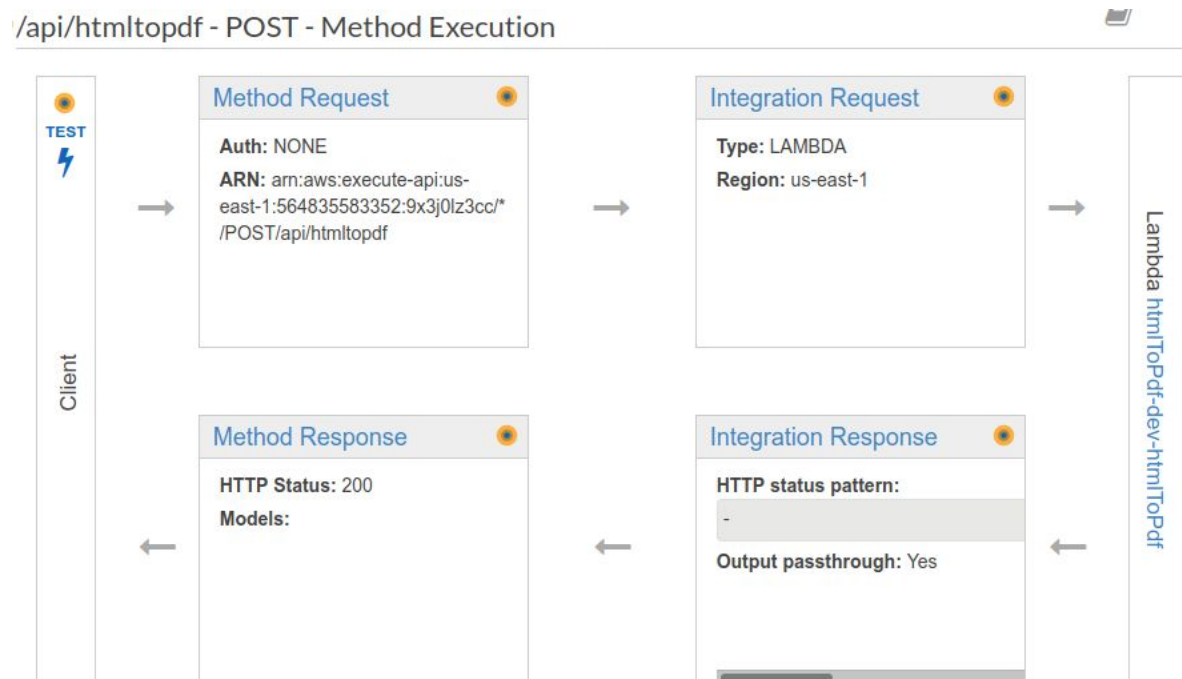 /api/htmltopdf - POST - Method Execution
TEST
Client
Method Request
Auth: NONE
ARN: arn:aws:execute-api:us-
east-1:564835583352:9x3j0lz3cc/*
/POST/api/htmltopdf
Integration Request
Type: LAMBDA
Region: us-east-1
Lambda htmlToPdf-dev-htmlToPdf
Method Response
HTTP Status: 200
Models:
Integration Response
HTTP status pattern:
-
Output passthrough: Yes